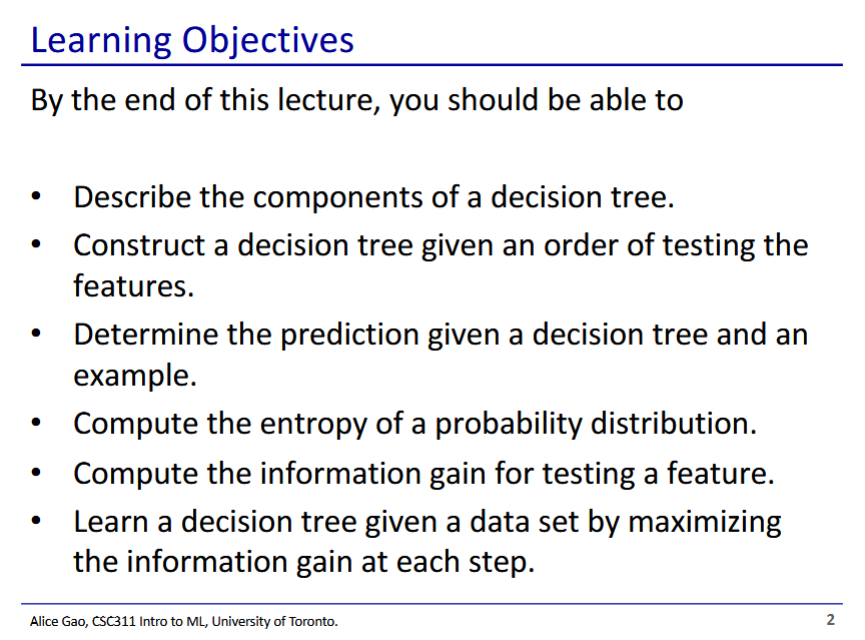 Learning Objectives
By the end of this lecture, you should be able to
• Describe the components of a decision tree.
• Construct a decision tree given an order of testing the
features.
• Determine the prediction given a decision tree and an
example.
• Compute the entropy of a probability distribution.
• Compute the information gain for testing a feature.
• Learn a decision tree given a data set by maximizing
the information gain at each step.
Alice Gao, CSC311 Intro to ML, University of Toronto.
2